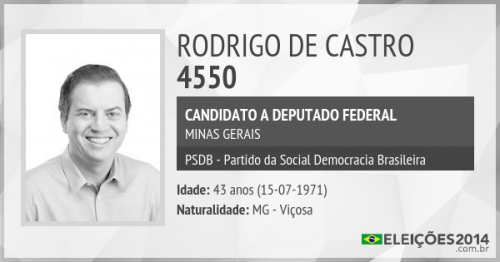 RODRIGO DE CASTRO
4550
CANDIDATO A DEPUTADO FEDERAL
MINAS GERAIS
PSDB - Partido da Social Democracia Brasileira
Idade: 43 anos (15-07-1971)
Naturalidade: MG - Viçosa
ELEIÇÕES2014
.com.br